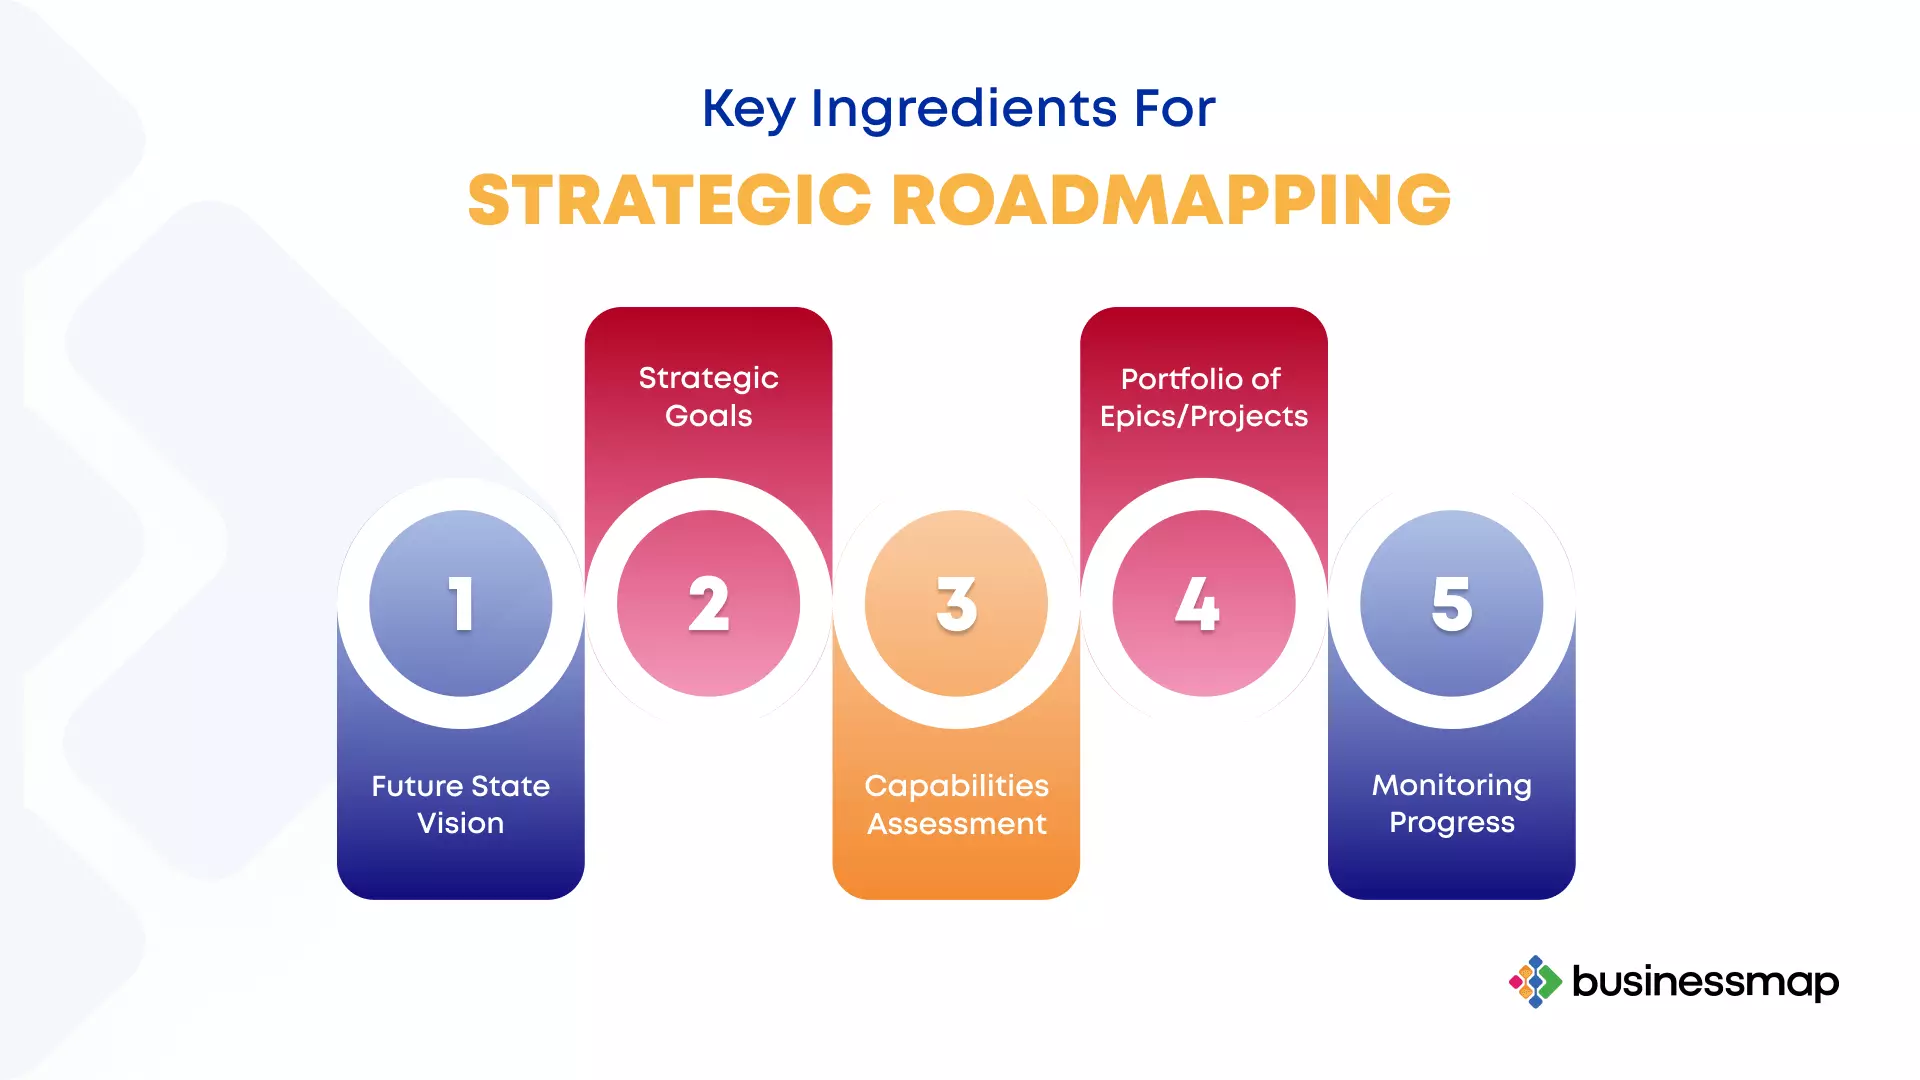 Key Ingredients For
STRATEGIC ROADMAPPING
1
Future State
Vision
2
Strategic
Goals
3
Capabilities
Assessment
4
Portfolio of
Epics/Projects
5
Monitoring
Progress
businessmap